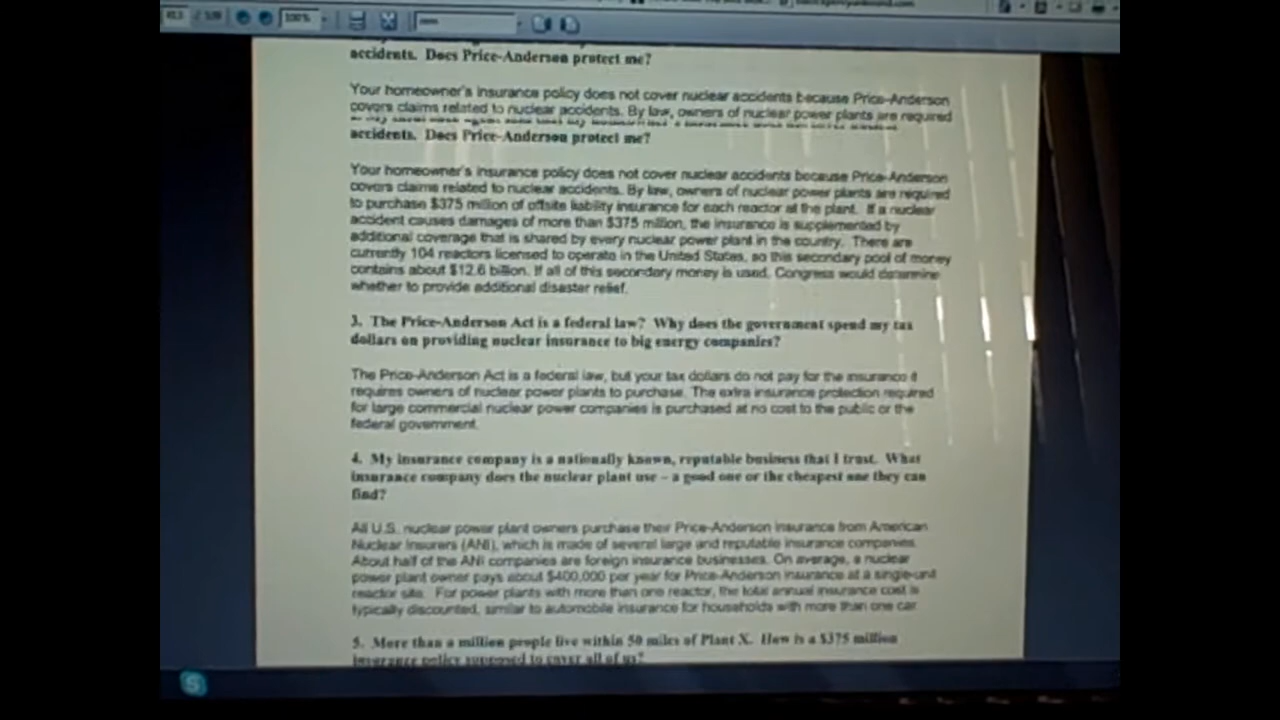 100%
accidents. Does Price-Anderson protect me?
Your homeowner's insurance policy does not cover nuclear accidents because Price-Anderson
covers claims related to nuclear accidents. By law, owners of nuclear power plants are required
accidents. Does Price-Anderson protect me?
Your homeowner's insurance policy does not cover nuclear accidents because Price-Anderson
covers claims related to nuclear accidents. By law, owners of nuclear power plants are required
to purchase $375 million of offsite liability insurance for each reactor at the plant. If a nuclear
accident causes damages of more than $375 million, the insurance is supplemented by
additional coverage that is shared by every nuclear power plant in the country. There are
currently 104 reactors licensed to operate in the United States, so this secondary pool of money
contains about $12.6 billion. If all of this secondary money is used, Congress would determine
whether to provide additional disaster relief.
3. The Price-Anderson Act is a federal law? Why does the government spend my tax
dollars on providing nuclear insurance to big energy companies?
The Price-Anderson Act is a federal law, but your tax dollars do not pay for the insurance it
requires owners of nuclear power plants to purchase. The extra insurance protection required
for large commercial nuclear power companies is purchased at no cost to the public or the
federal government.
4. My insurance company is a nationally known, reputable business that I trust. What
insurance company does the nuclear plant use – a good one or the cheapest one they can
find?
All U.S. nuclear power plant owners purchase their Price-Anderson insurance from American
Nuclear Insurers (ANI), which is made of several large and reputable insurance companies.
About half of the ANI companies are foreign insurance businesses. On average, a nuclear
power plant owner pays about $400,000 per year for Price-Anderson insurance at a single-unit
reactor site. For power plants with more than one reactor, the total annual insurance cost is
typically discounted, similar to automobile insurance for households with more than one car.
5. More than a million people live within 50 miles of Plant X. How is a $375 million
insurance policy supposed to cover all of us?